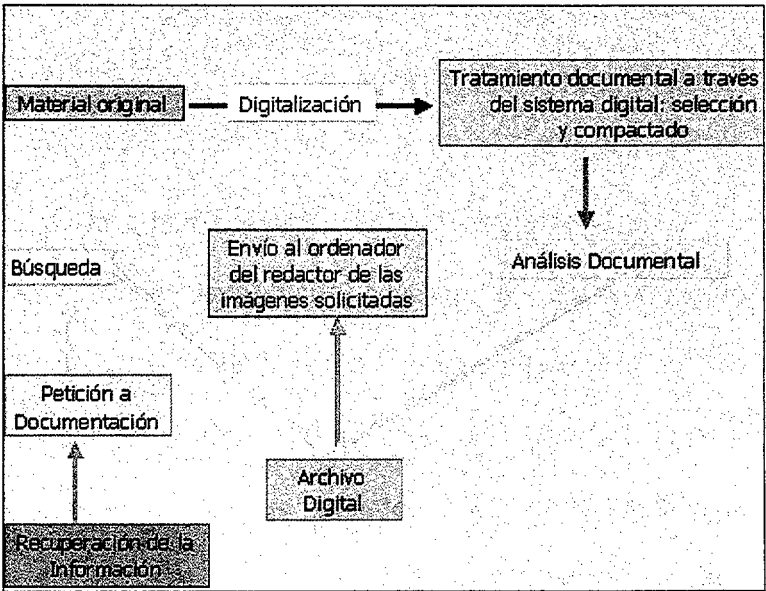 Material original
Digitalización
Tratamiento documental a través
del sistema digital: selección
y compactado
Búsqueda
Envío al ordenador
del redactor de las
imágenes solicitadas
Análisis Documental
Petición a
Documentación
Archivo
Digital
Recuperación de la
Información